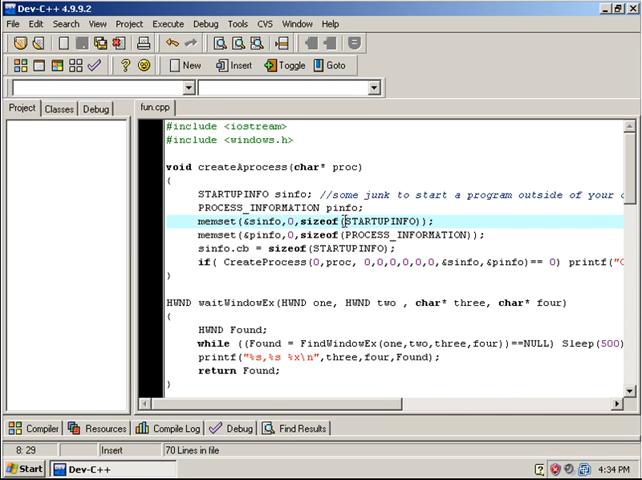 Dev-C++ 4.9.9.2
File Edit Search View Project Execute Debug Tools CVS Window Help
New Insert Toggle Goto
Project Classes Debug fun.cpp
#include <iostream>
#include <windows.h>
void createAprocess(char* proc)
{
STARTUPINFO sinfo; //some junk to start a program outside of your
PROCESS_INFORMATION pinfo;
memset(&sinfo,0,sizeof(STARTUPINFO));
memset(&pinfo,0,sizeof(PROCESS_INFORMATION));
sinfo.cb = sizeof(STARTUPINFO);
if( CreateProcess(0,proc, 0,0,0,0,0,0,&sinfo,&pinfo)== 0) printf("
}
HWND waitWindowEx(HWND one, HWND two , char* three, char* four)
{
HWND Found;
while ((Found = FindWindowEx(one,two,three,four))==NULL) Sleep(500)
printf("%s,%s %x\n",three,four,Found);
return Found;
}
Compiler Resources Compile Log Debug Find Results
8: 29 Insert 70 Lines in file
Start Dev-C++ 4:34 PM